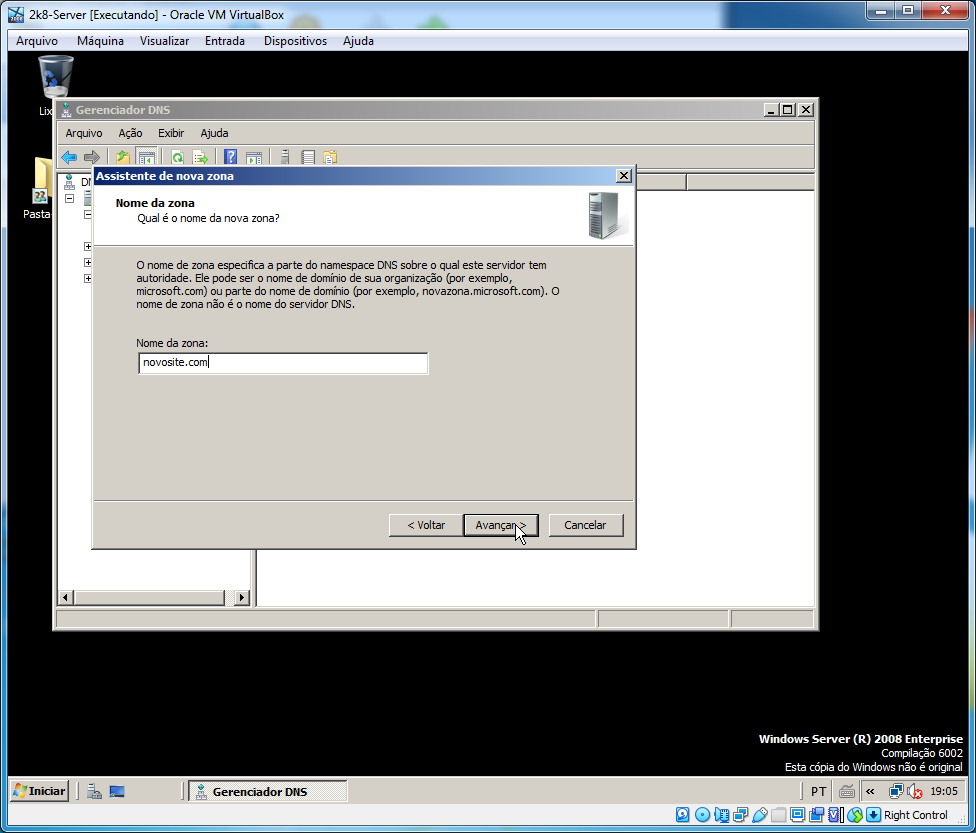 2k8-Server [Executando] - Oracle VM VirtualBox
Arquivo Máquina Visualizar Entrada Dispositivos Ajuda
Gerenciador DNS
Arquivo Ação Exibir Ajuda
Assistente de nova zona
Nome da zona
Qual é o nome da nova zona?
O nome de zona especifica a parte do namespace DNS sobre o qual este servidor tem
autoridade. Ele pode ser o nome de domínio de sua organização (por exemplo,
microsoft.com) ou parte do nome de domínio (por exemplo, novazona.microsoft.com). O
nome de zona não é o nome do servidor DNS.
Nome da zona:
novosite.com
< Voltar Avançar > Cancelar
Windows Server (R) 2008 Enterprise
Compilação 6002
Esta cópia do Windows não é original
Iniciar Gerenciador DNS PT « 19:05
Right Control